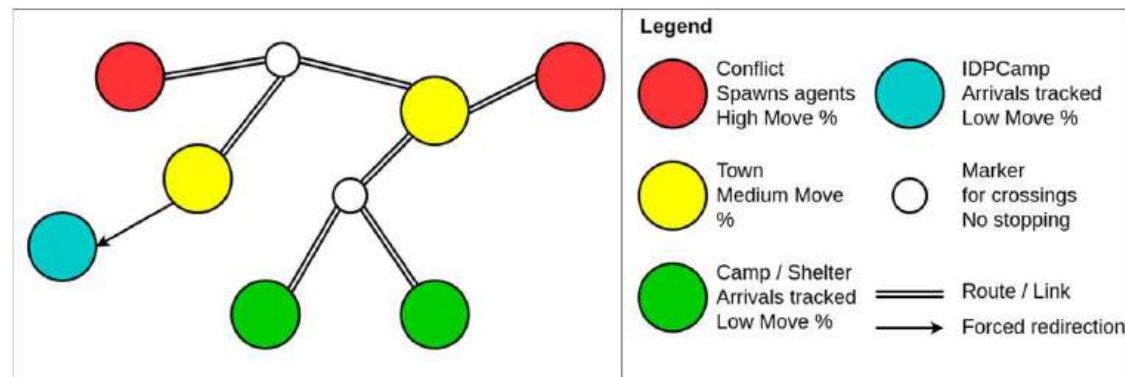 Legend
Conflict
Spawns agents
High Move %
IDPCamp
Arrivals tracked
Low Move %
Town
Medium Move
%
Marker
for crossings
No stopping
Camp / Shelter
Arrivals tracked
Low Move %
Route / Link
Forced redirection